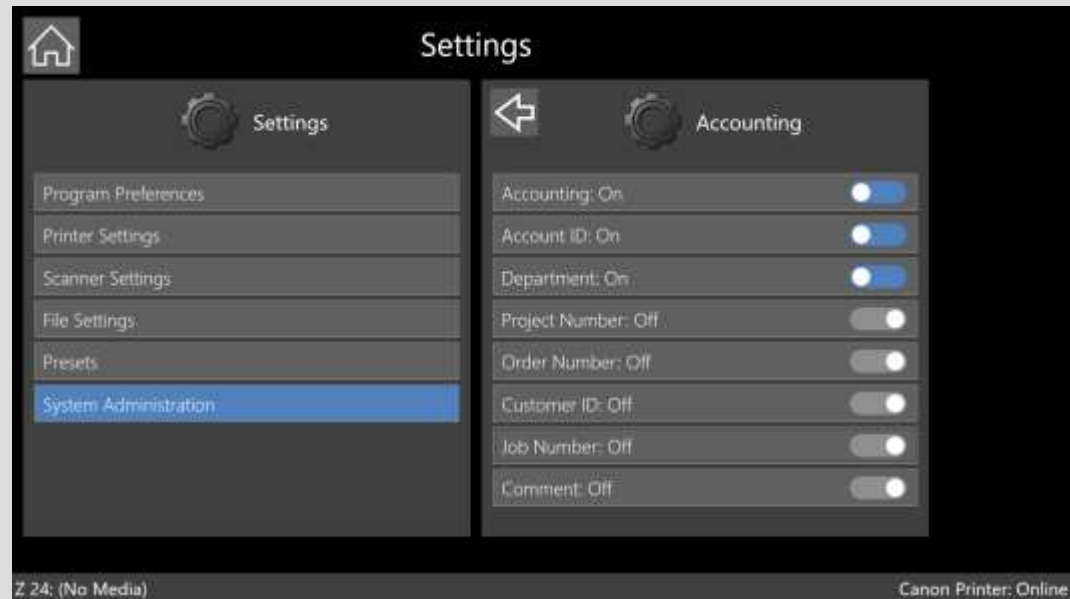 Settings
Settings
Program Preferences
Printer Settings
Scanner Settings
File Settings
Presets
System Administration
Accounting
Accounting: On
Account ID: On
Department: On
Project Number: Off
Order Number: Off
Customer ID: Off
Job Number: Off
Comment: Off
Z 24: (No Media)
Canon Printer: Online